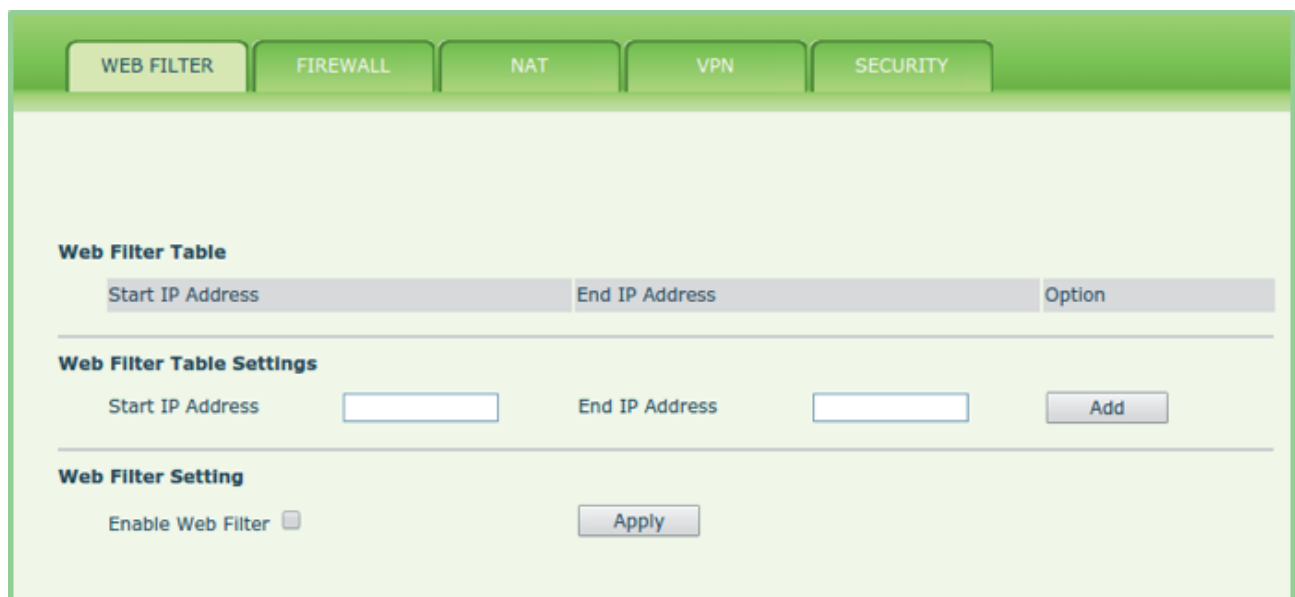 WEB FILTER FIREWALL NAT VPN SECURITY
Web Filter Table
Start IP Address End IP Address Option
Web Filter Table Settings
Start IP Address End IP Address Add
Web Filter Setting
Enable Web Filter Apply